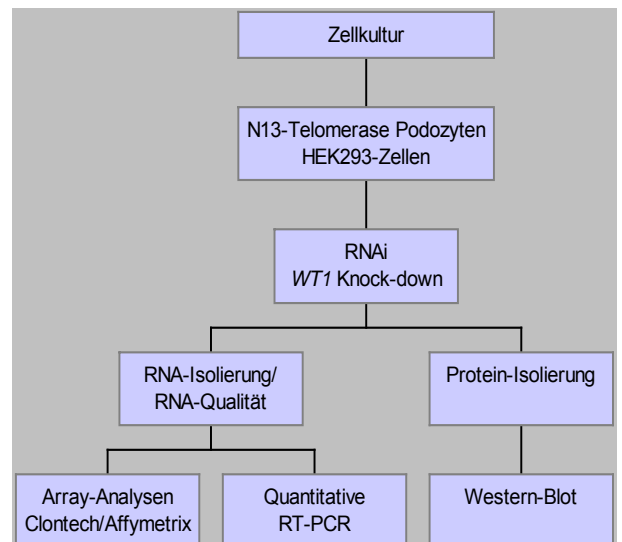 Zellkultur
N13-Telomerase Podozyten
HEK293-Zellen
RNAi
WT1 Knock-down
RNA-Isolierung/
RNA-Qualität
Protein-Isolierung
Array-Analysen
Clontech/Affymetrix
Quantitative
RT-PCR
Western-Blot